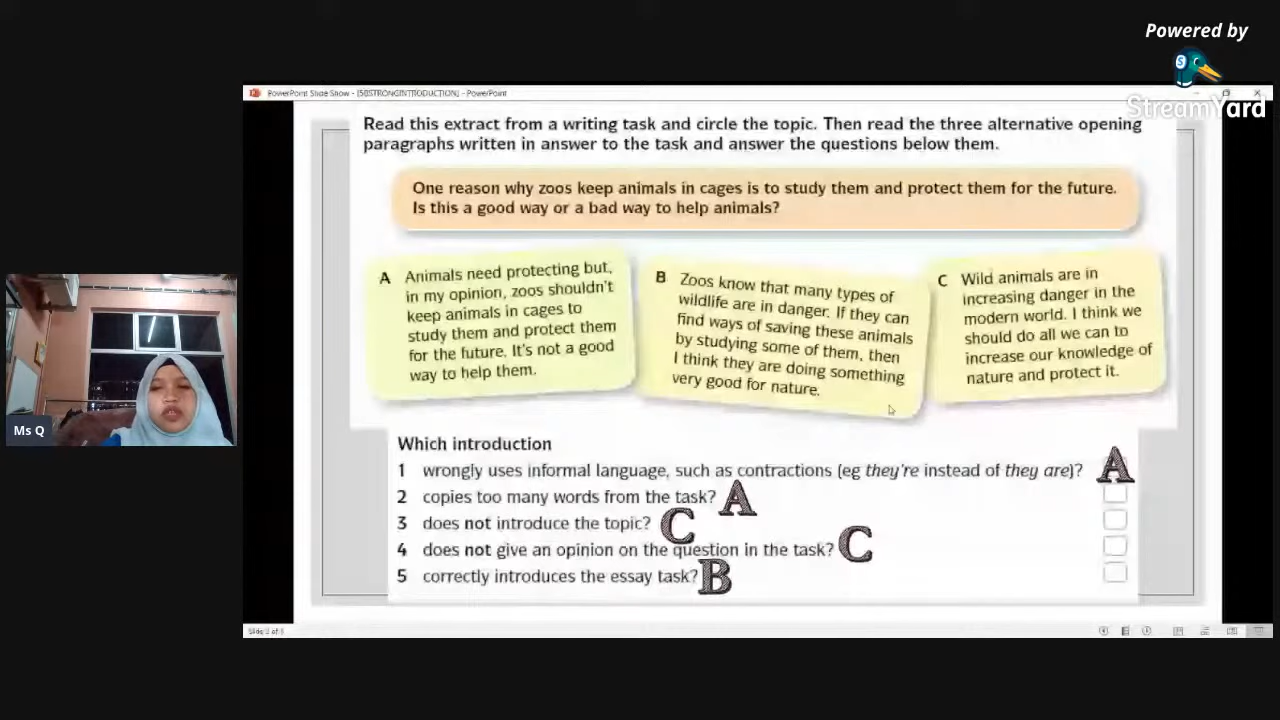 Powered by
StreamYard
PowerPoint Slide Show - [5BSTRONGINTRODUCTION] - PowerPoint
Read this extract from a writing task and circle the topic. Then read the three alternative opening
paragraphs written in answer to the task and answer the questions below them.
One reason why zoos keep animals in cages is to study them and protect them for the future.
Is this a good way or a bad way to help animals?
A Animals need protecting but,
in my opinion, zoos shouldn't
keep animals in cages to
study them and protect them
for the future. It's not a good
way to help them.
B Zoos know that many types of
wildlife are in danger. If they can
find ways of saving these animals
by studying some of them, then
I think they are doing something
very good for nature.
C Wild animals are in
increasing danger in the
modern world. I think we
should do all we can to
increase our knowledge of
nature and protect it.
Ms Q
Which introduction
1 wrongly uses informal language, such as contractions (eg they're instead of they are)? A
2 copies too many words from the task? A
3 does not introduce the topic? C
4 does not give an opinion on the question in the task? C
5 correctly introduces the essay task? B